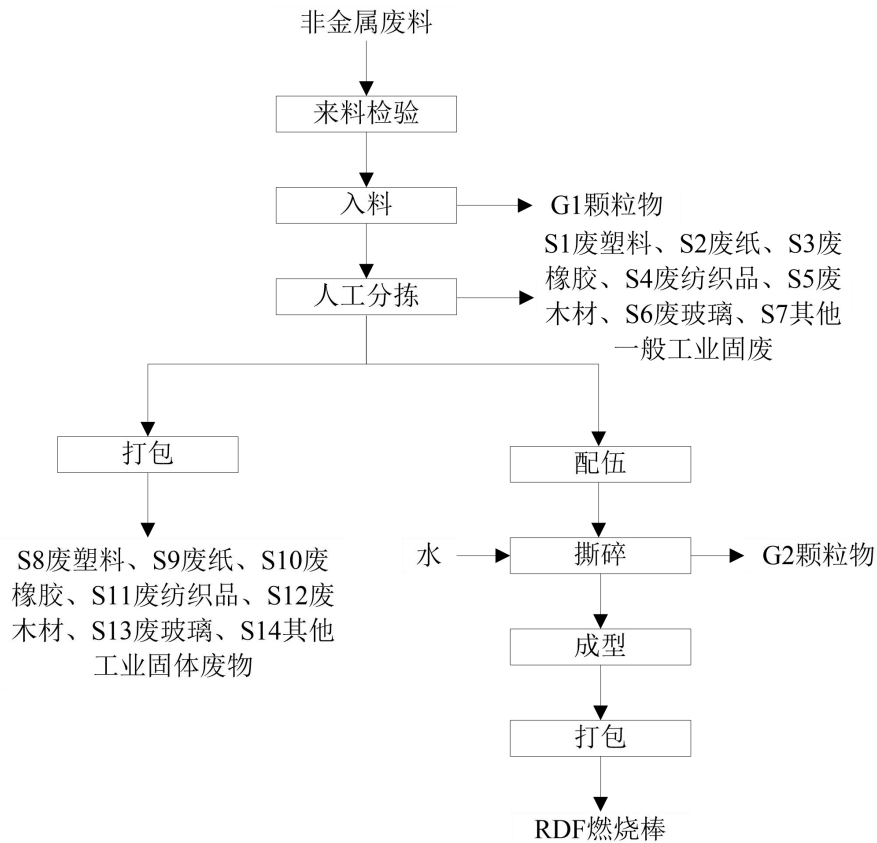 非金属废料
来料检验
入料
G1颗粒物
人工分拣
S1废塑料、S2废纸、S3废
橡胶、S4废纺织品、S5废
木材、S6废玻璃、S7其他
一般工业固废
打包
S8废塑料、S9废纸、S10废
橡胶、S11废纺织品、S12废
木材、S13废玻璃、S14其他
工业固体废物
配伍
水
撕碎
G2颗粒物
成型
打包
RDF燃烧棒